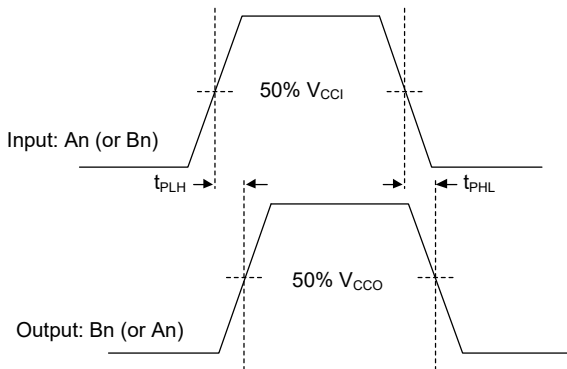 50% V_CCI
Input: An (or Bn)
t_PLH
t_PHL
50% V_CCO
Output: Bn (or An)